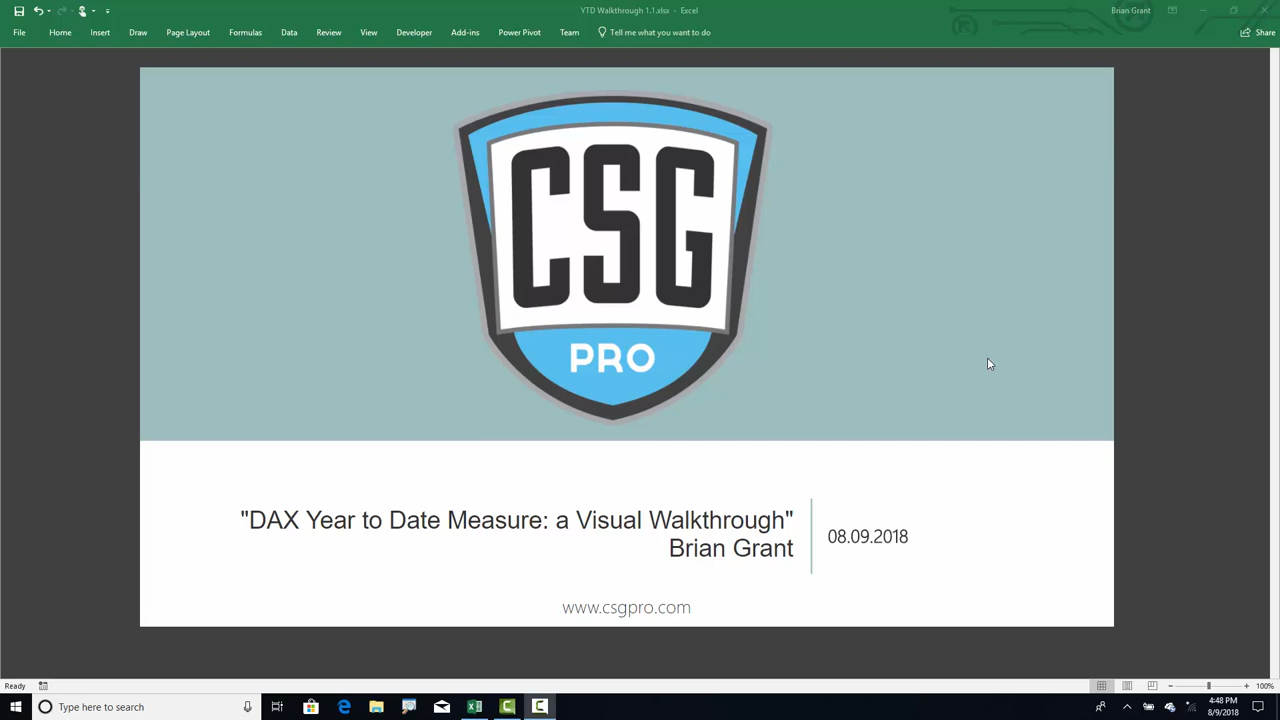 YTD Walkthrough 1.1.xlsx - Excel
Brian Grant
File Home Insert Draw Page Layout Formulas Data Review View Developer Add-ins Power Pivot Team Tell me what you want to do Share
CSG
PRO
"DAX Year to Date Measure: a Visual Walkthrough"
Brian Grant
08.09.2018
www.csgpro.com
Ready
100%
Type here to search
4:48 PM
8/9/2018